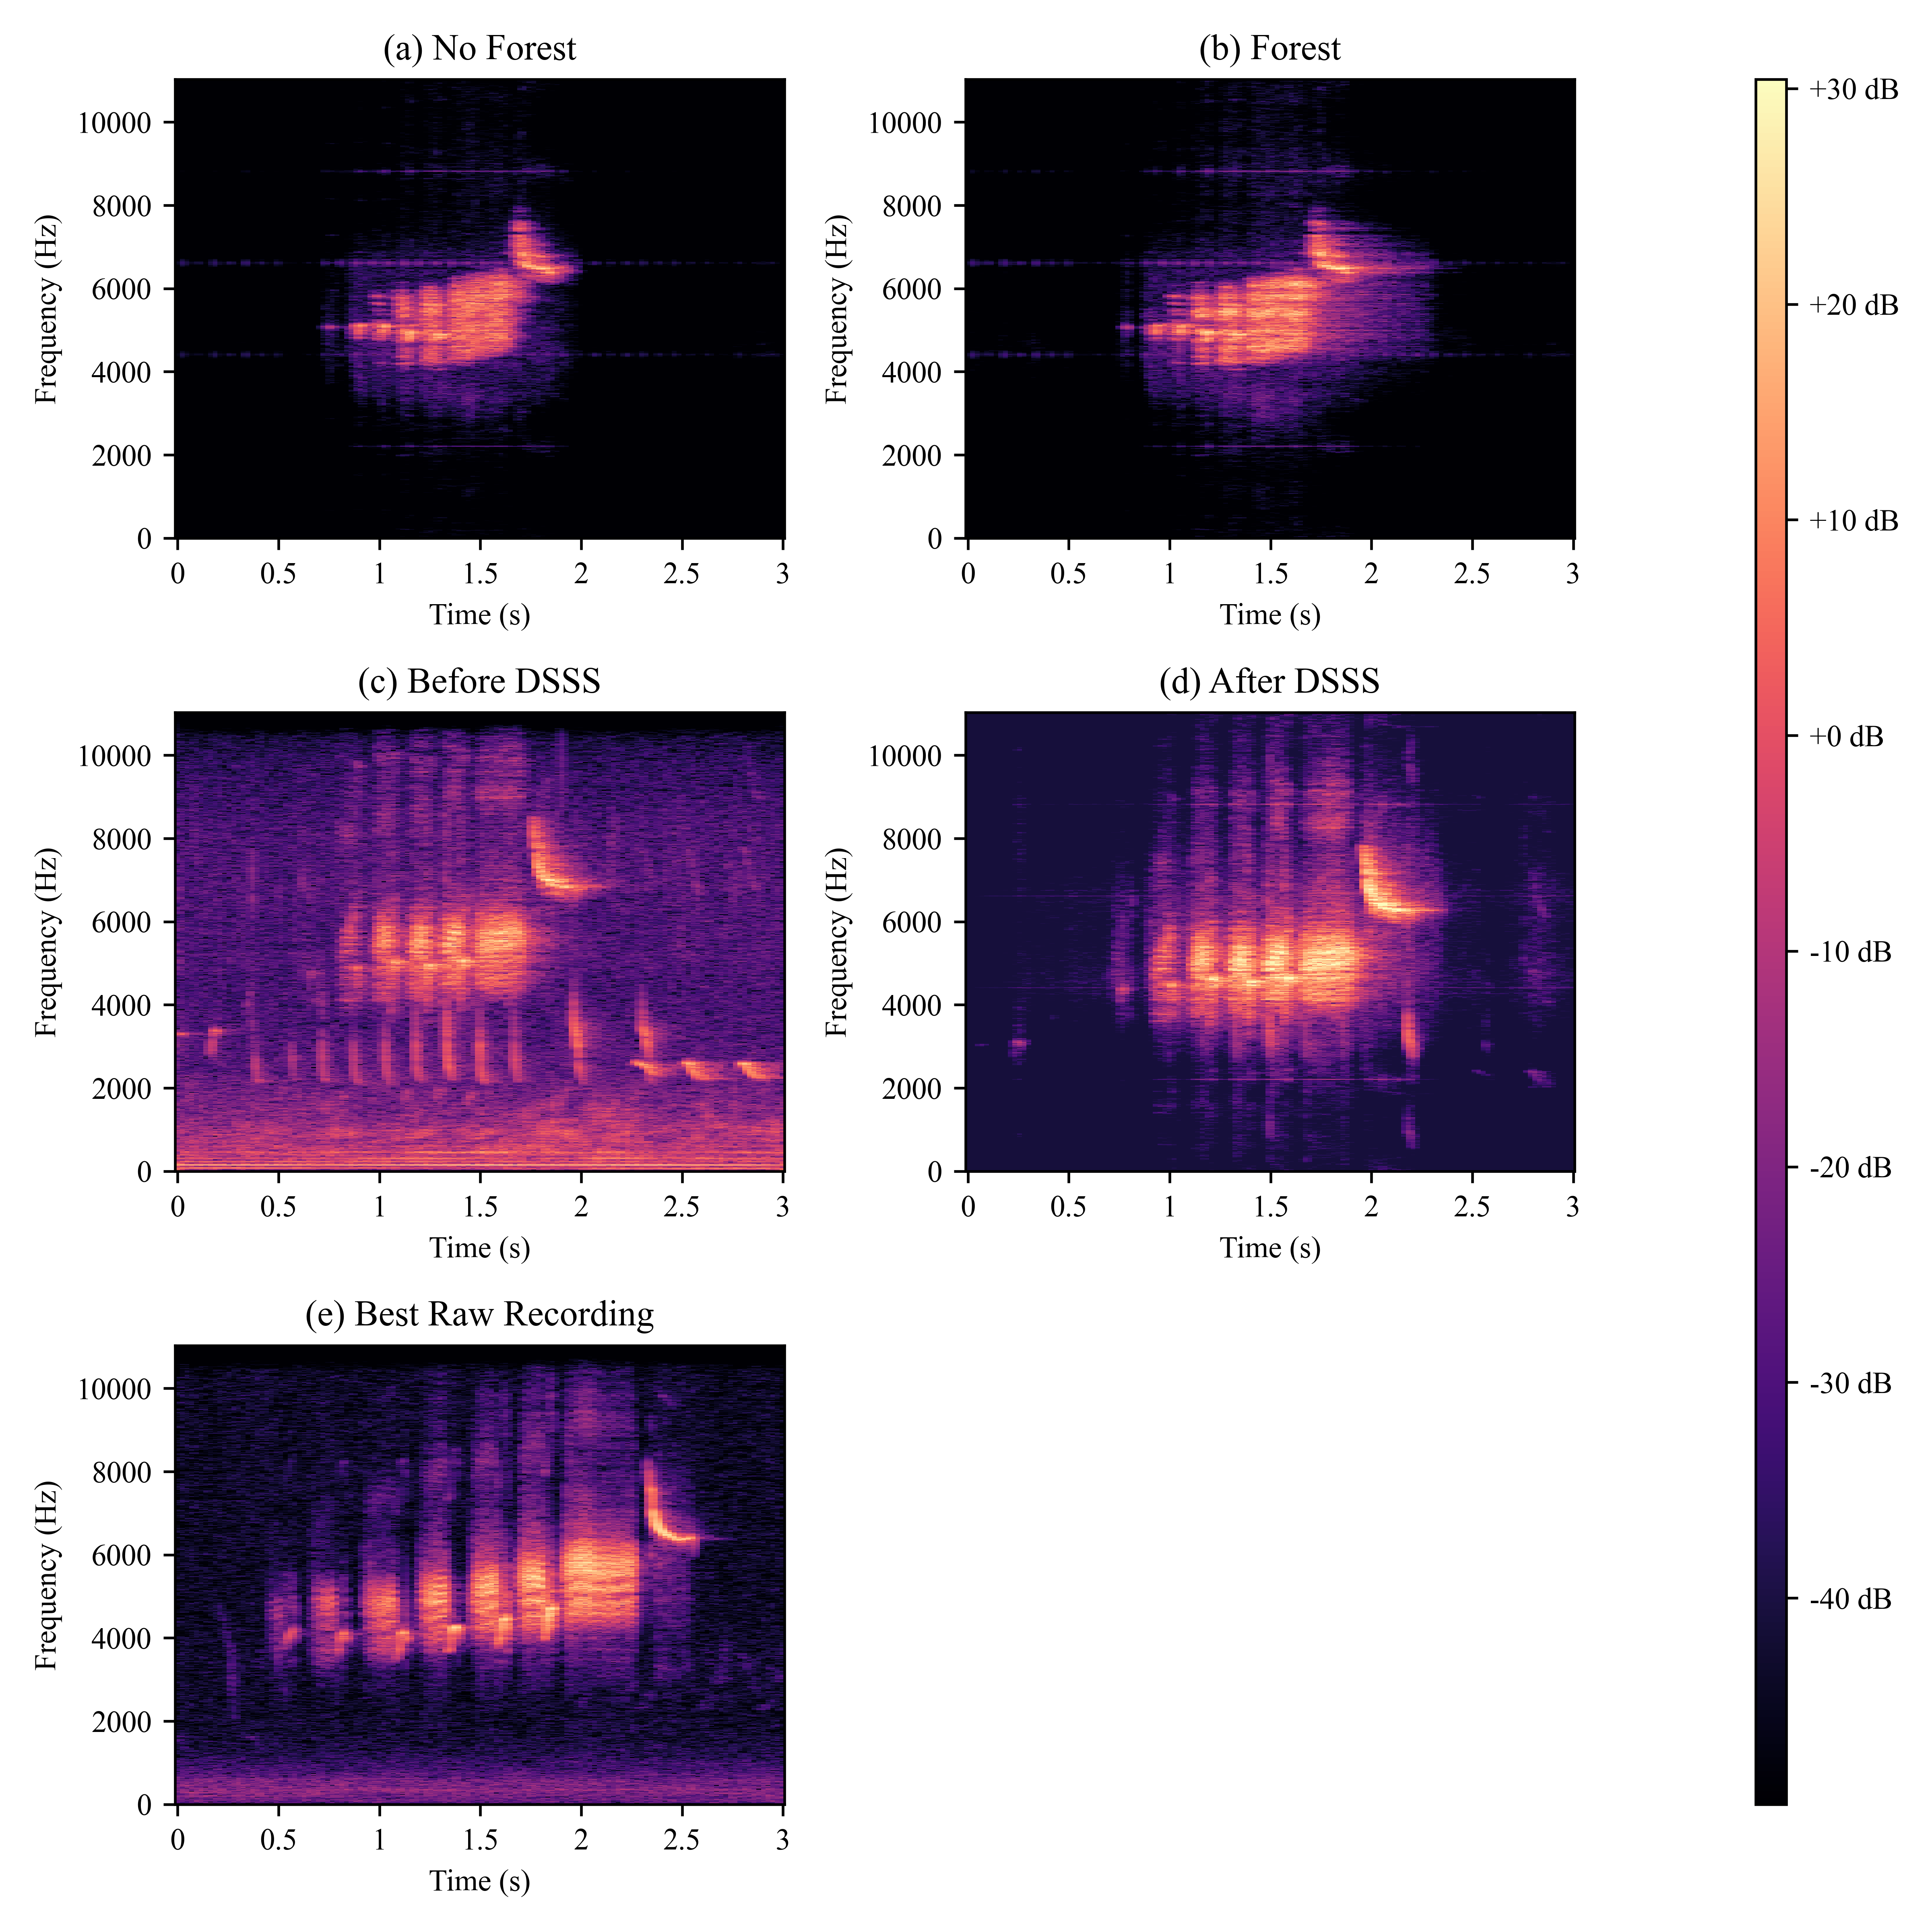 (a) No Forest
Frequency (Hz)
10000
8000
6000
4000
2000
0
0 0.5 1 1.5 2 2.5 3
Time (s)
(b) Forest
Frequency (Hz)
10000
8000
6000
4000
2000
0
0 0.5 1 1.5 2 2.5 3
Time (s)
(c) Before DSSS
Frequency (Hz)
10000
8000
6000
4000
2000
0
0 0.5 1 1.5 2 2.5 3
Time (s)
(d) After DSSS
Frequency (Hz)
10000
8000
6000
4000
2000
0
0 0.5 1 1.5 2 2.5 3
Time (s)
(e) Best Raw Recording
Frequency (Hz)
10000
8000
6000
4000
2000
0
0 0.5 1 1.5 2 2.5 3
Time (s)
+30 dB
+20 dB
+10 dB
+0 dB
-10 dB
-20 dB
-30 dB
-40 dB